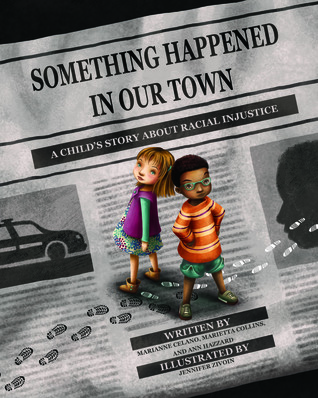 SOMETHING HAPPENED
IN OUR TOWN
A CHILD'S STORY ABOUT RACIAL INJUSTICE
WRITTEN BY
MARIANNE CELANO, MARIETTA COLLINS,
AND ANN HAZZARD
ILLUSTRATED BY
JENNIFER ZIVOIN